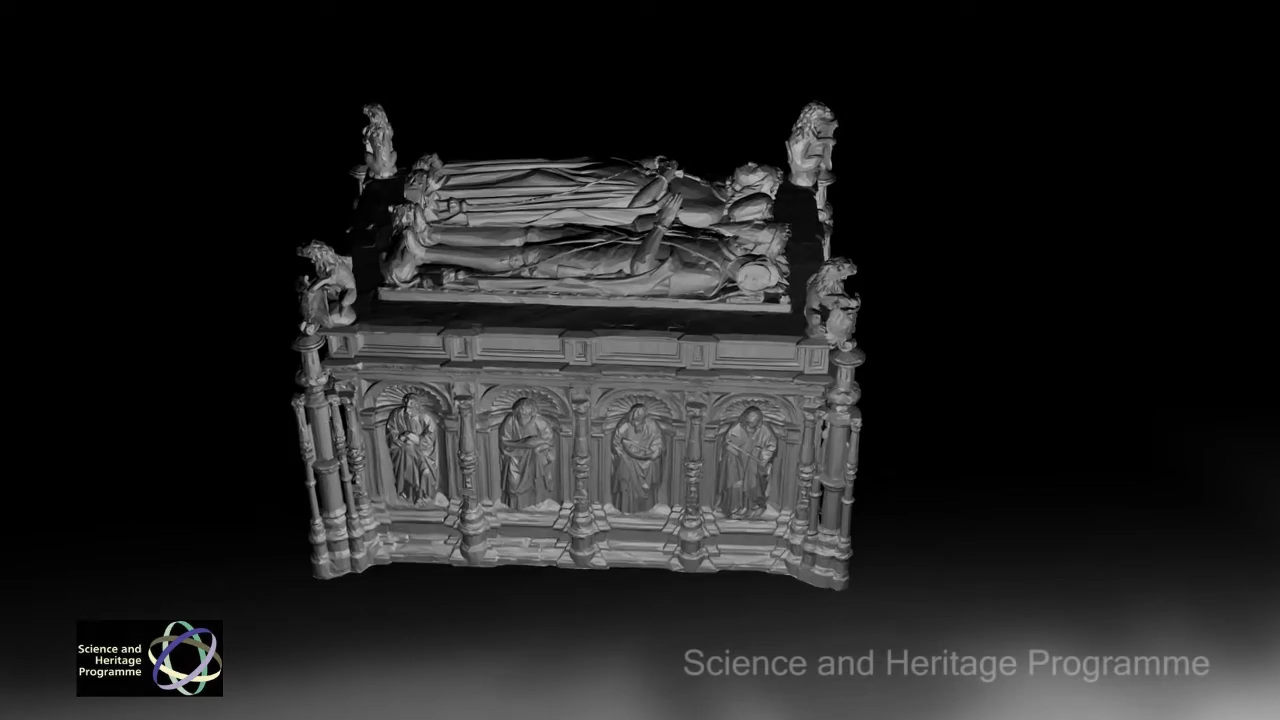 Science and
Heritage
Programme
Science and Heritage Programme